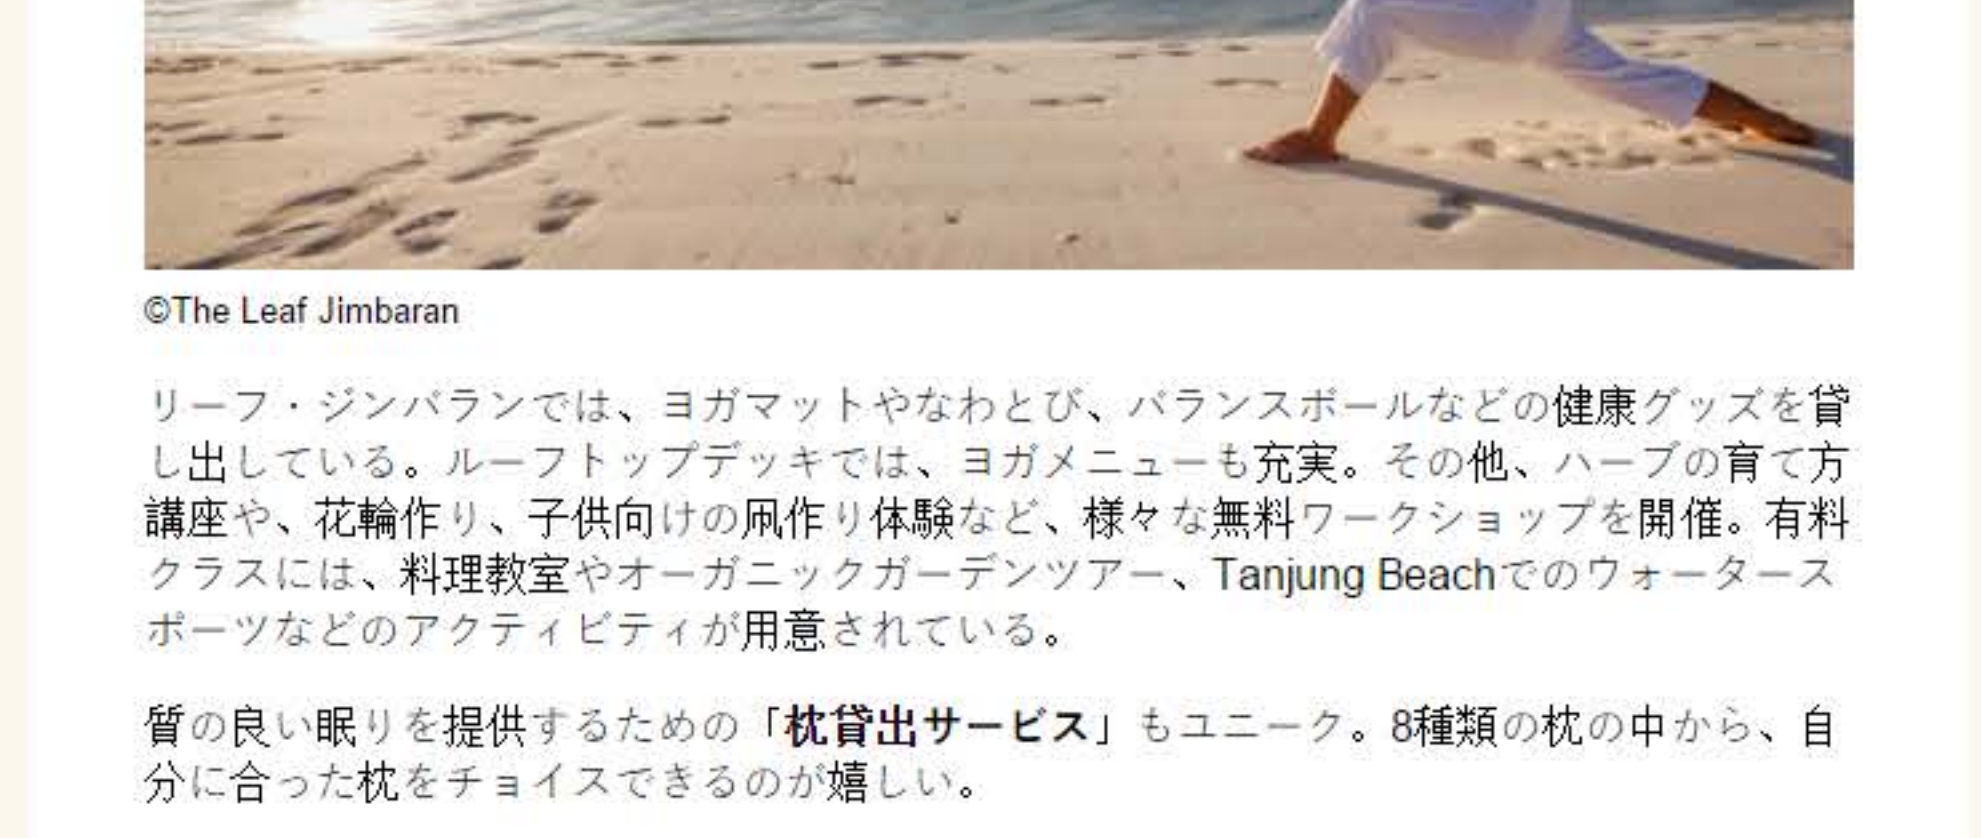 ©The Leaf Jimbaran
リーフ・ジンバランでは、ヨガマットやなわとび、バランスボールなどの健康グッズを貸
し出している。ルーフトップデッキでは、ヨガメニューも充実。その他、ハーブの育て方
講座や、花輪作り、子供向けの凧作り体験など、様々な無料ワークショップを開催。有料
クラスには、料理教室やオーガニックガーデンツアー、Tanjung Beachでのウォータース
ポーツなどのアクティビティが用意されている。
質の良い眠りを提供するための「枕貸出サービス」もユニーク。8種類の枕の中から、自
分に合った枕をチョイスできるのが嬉しい。